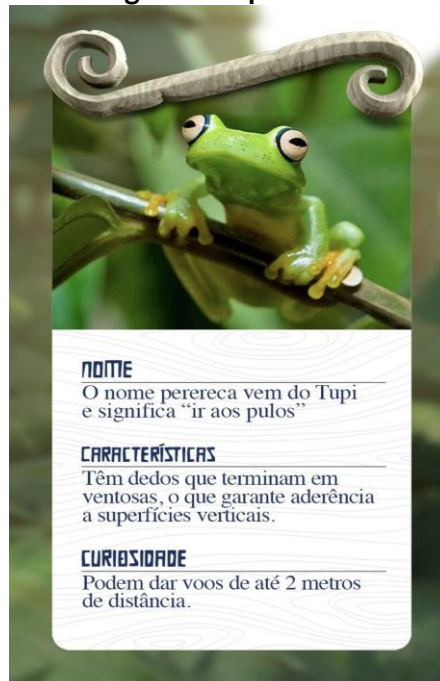 NOME
O nome perereca vem do Tupi
e significa “ir aos pulos”
CARACTERÍSTICAS
Têm dedos que terminam em
ventosas, o que garante aderência
a superfícies verticais.
CURIOSIDADE
Podem dar voos de até 2 metros
de distância.